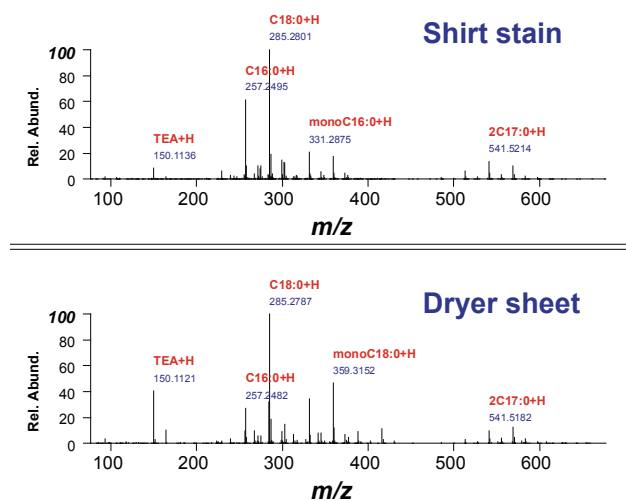 Shirt stain
C18:0+H
285.2801
C16:0+H
257.2495
monoC16:0+H
331.2875
TEA+H
150.1136
2C17:0+H
541.5214
Rel. Abund.
100
80
60
40
20
0
100 200 300 400 500 600
m/z
Dryer sheet
C18:0+H
285.2787
monoC18:0+H
359.3152
TEA+H
150.1121
C16:0+H
257.2482
2C17:0+H
541.5182
Rel. Abund.
100
80
60
40
20
0
100 200 300 400 500 600
m/z